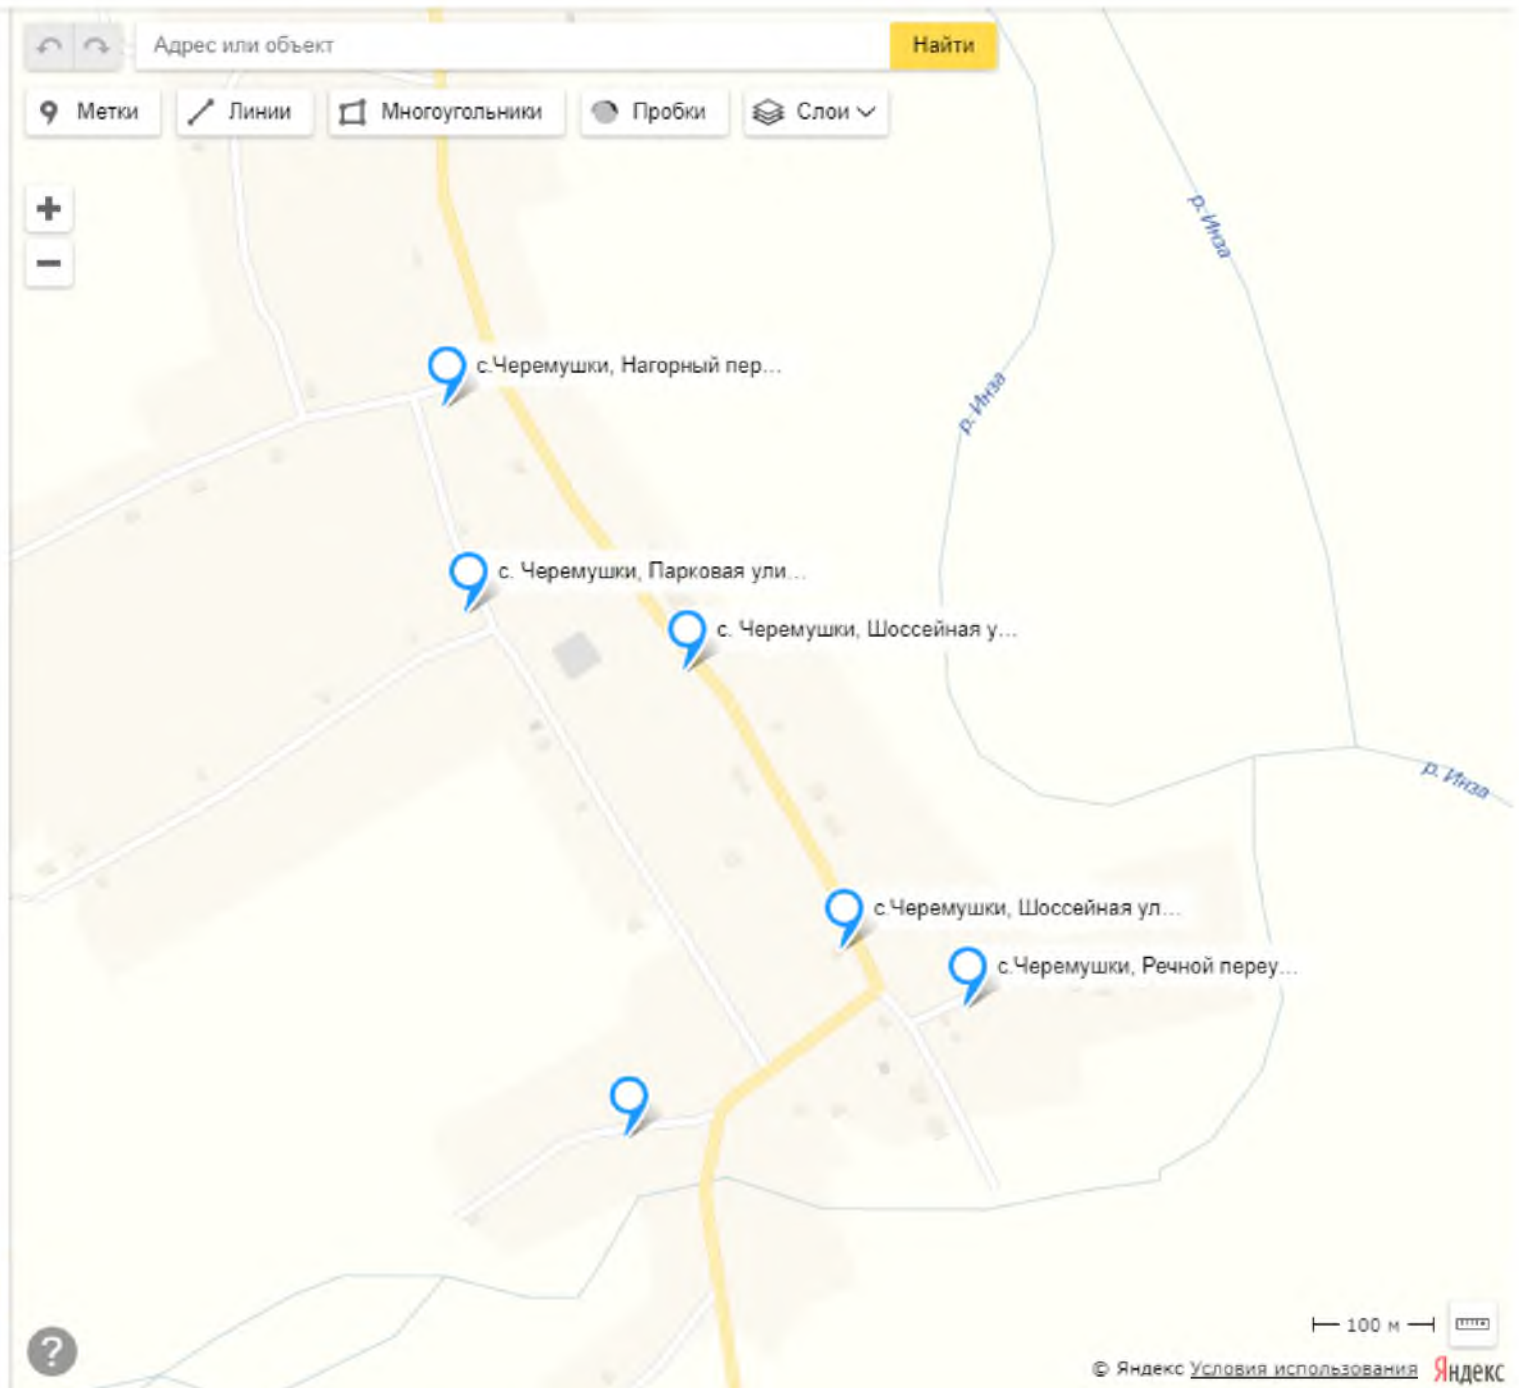 Адрес или объект
Найти
Метки
Линии
Многоугольники
Пробки
Слои
р. Инза
с.Черемушки, Нагорный пер...
р. Инза
с. Черемушки, Парковая ули...
с. Черемушки, Шоссейная у...
р. Инза
с.Черемушки, Шоссейная ул...
с.Черемушки, Речной переу...
100 м
?
© Яндекс Условия использования Яндекс